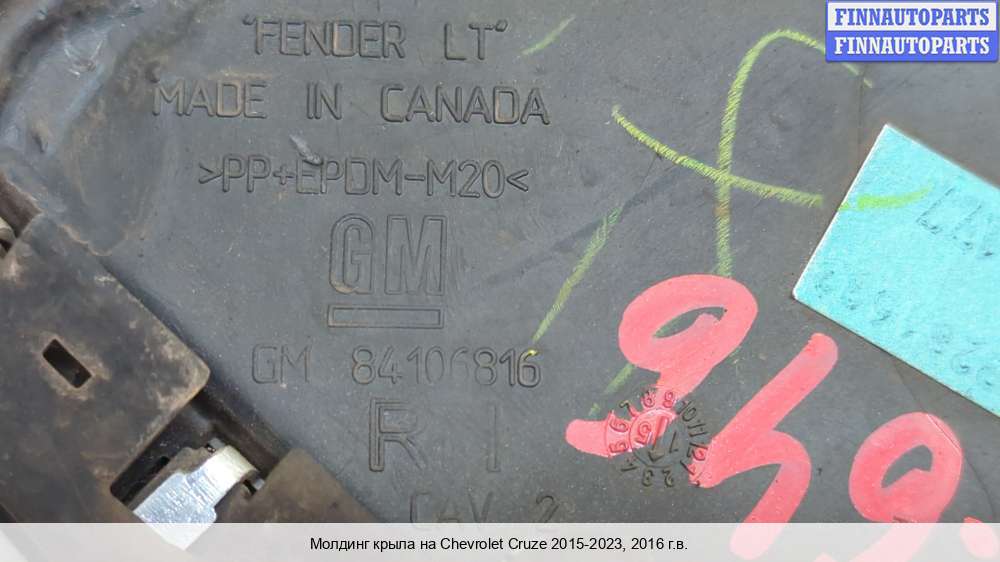 FINNAUTOPARTS
FINNAUTOPARTS
"FENDER LT"
MADE IN CANADA
>PP+EPDM-M20<
GM
GM 84106816
R I
CAV 2
Молдинг крыла на Chevrolet Cruze 2015-2023, 2016 г.в.